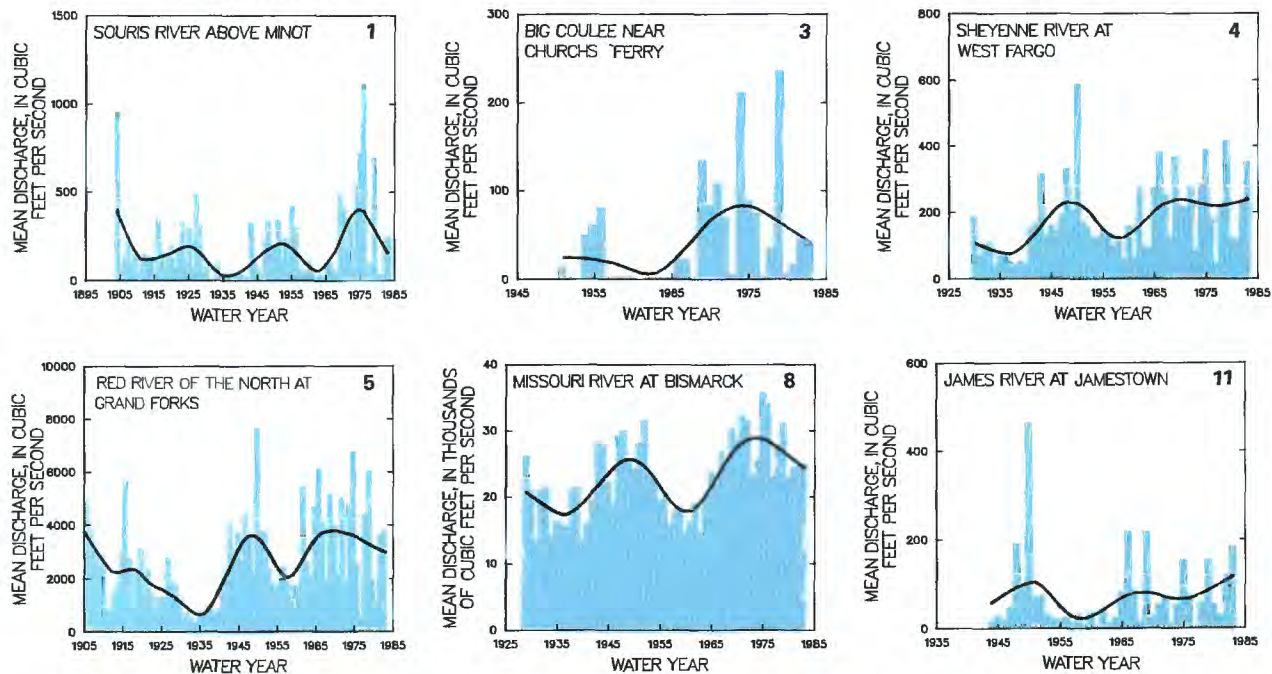 SOURIS RIVER ABOVE MINOT 1
MEAN DISCHARGE, IN CUBIC
FEET PER SECOND
1500
1000
500
0
1895 1905 1915 1925 1935 1945 1955 1965 1975 1985
WATER YEAR
BIG COULEE NEAR 3
CHURCHS FERRY
MEAN DISCHARGE, IN CUBIC
FEET PER SECOND
300
200
100
0
1945 1955 1965 1975 1985
WATER YEAR
SHEYENNE RIVER AT 4
WEST FARGO
MEAN DISCHARGE, IN CUBIC
FEET PER SECOND
800
600
400
200
0
1925 1935 1945 1955 1965 1975 1985
WATER YEAR
RED RIVER OF THE NORTH AT 5
GRAND FORKS
MEAN DISCHARGE, IN CUBIC
FEET PER SECOND
10000
8000
6000
4000
2000
0
1905 1915 1925 1935 1945 1955 1965 1975 1985
WATER YEAR
MISSOURI RIVER AT BISMARCK 8
MEAN DISCHARGE, IN THOUSANDS
OF CUBIC FEET PER SECOND
40
30
20
10
0
1925 1935 1945 1955 1965 1975 1985
WATER YEAR
JAMES RIVER AT JAMESTOWN 11
MEAN DISCHARGE, IN CUBIC
FEET PER SECOND
600
400
200
0
1935 1945 1955 1965 1975 1985
WATER YEAR